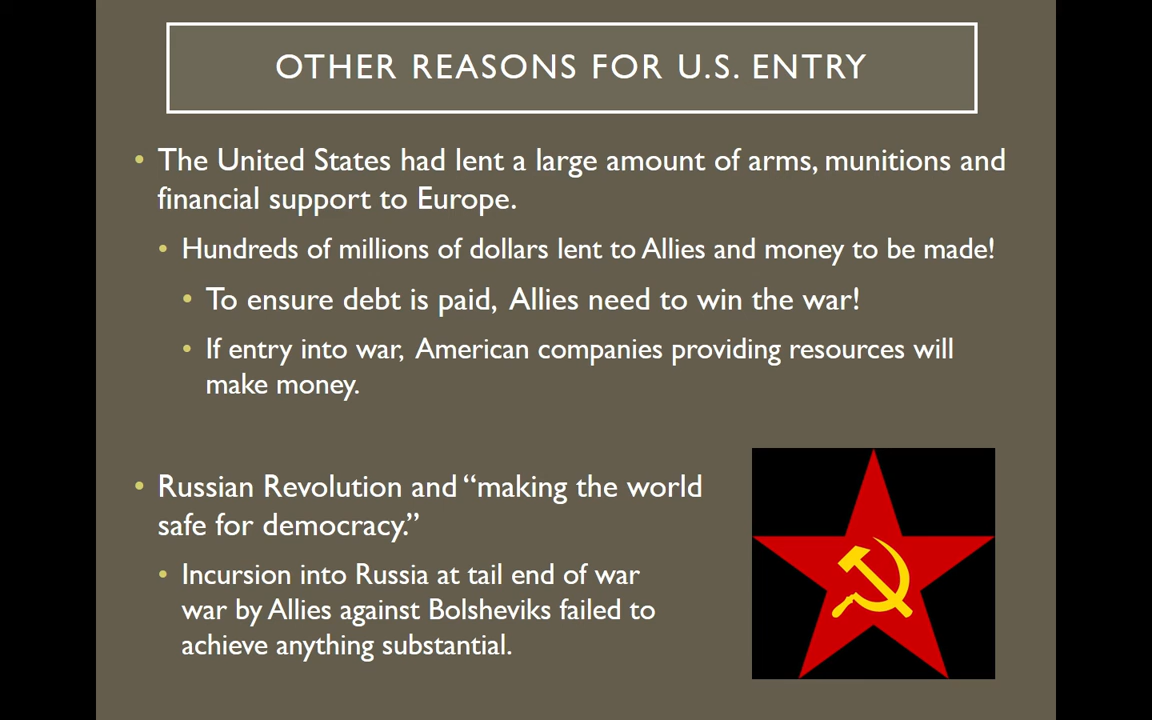 OTHER REASONS FOR U.S. ENTRY
• The United States had lent a large amount of arms, munitions and
financial support to Europe.
• Hundreds of millions of dollars lent to Allies and money to be made!
• To ensure debt is paid, Allies need to win the war!
• If entry into war, American companies providing resources will
make money.
• Russian Revolution and “making the world
safe for democracy.”
• Incursion into Russia at tail end of war
war by Allies against Bolsheviks failed to
achieve anything substantial.